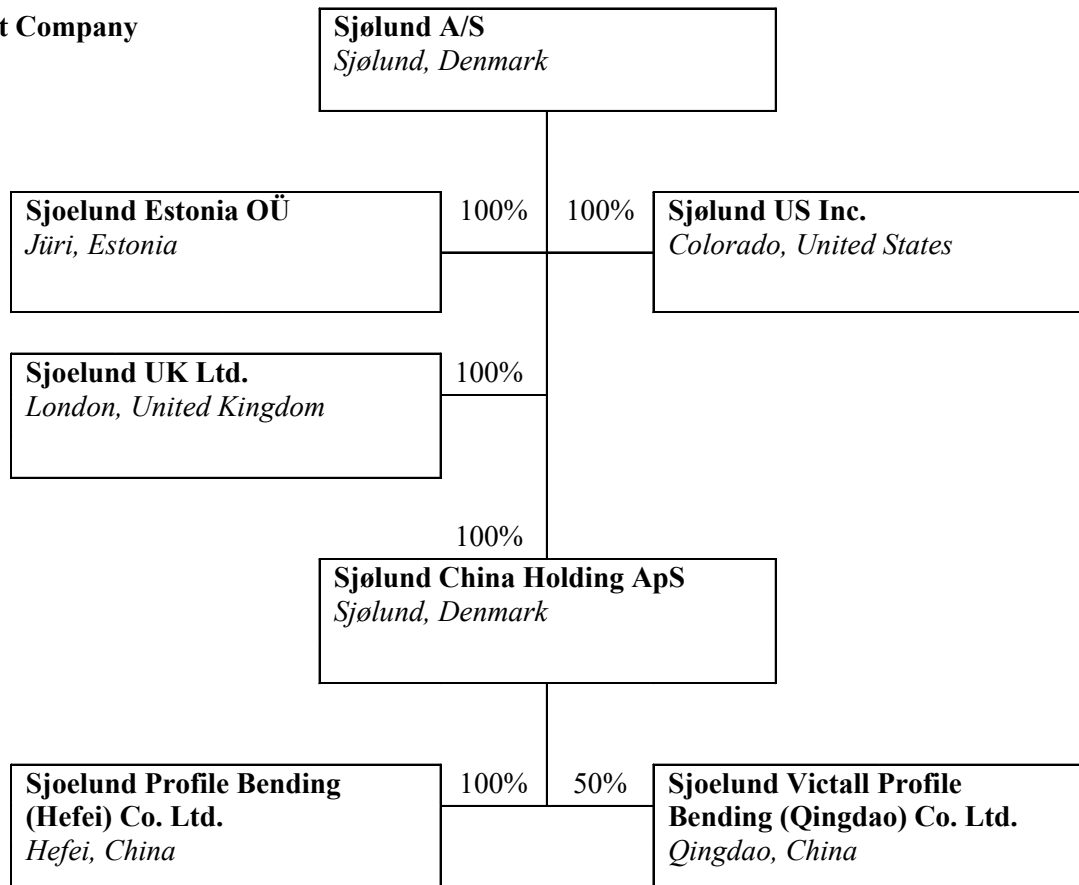 t Company
Sjølund A/S
Sjølund, Denmark
Sjoelund Estonia OÜ
Jüri, Estonia
100%
100%
Sjølund US Inc.
Colorado, United States
Sjoelund UK Ltd.
London, United Kingdom
100%
100%
Sjølund China Holding ApS
Sjølund, Denmark
Sjoelund Profile Bending
(Hefei) Co. Ltd.
Hefei, China
100%
50%
Sjoelund Victall Profile
Bending (Qingdao) Co. Ltd.
Qingdao, China